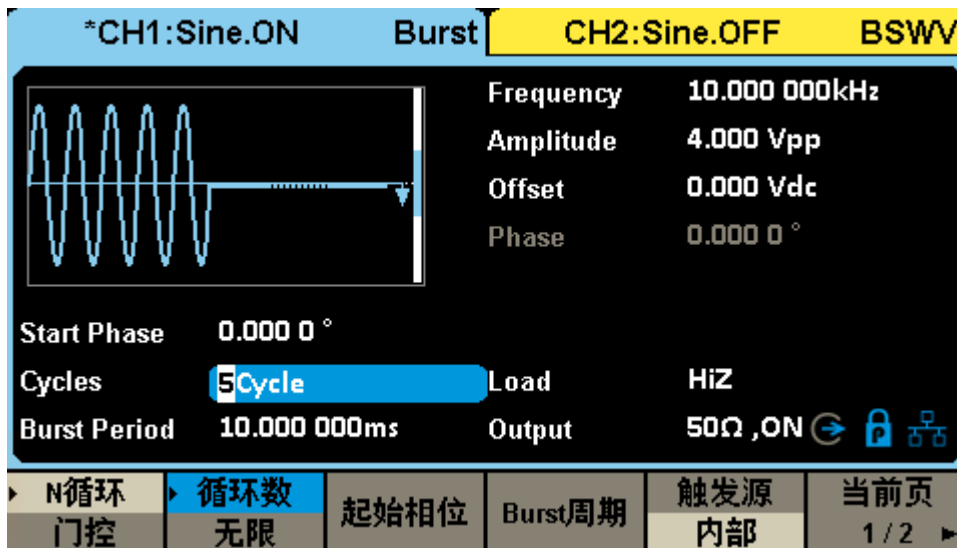 *CH1:Sine.ON Burst CH2:Sine.OFF BSWV
Frequency 10.000 000kHz
Amplitude 4.000 Vpp
Offset 0.000 Vdc
Phase 0.000 0 °
Start Phase 0.000 0 °
Cycles 5Cycle Load HiZ
Burst Period 10.000 000ms Output 50Ω ,ON P
N循环 循环数 起始相位 Burst周期 触发源 当前页
门控 无限 内部 1 / 2